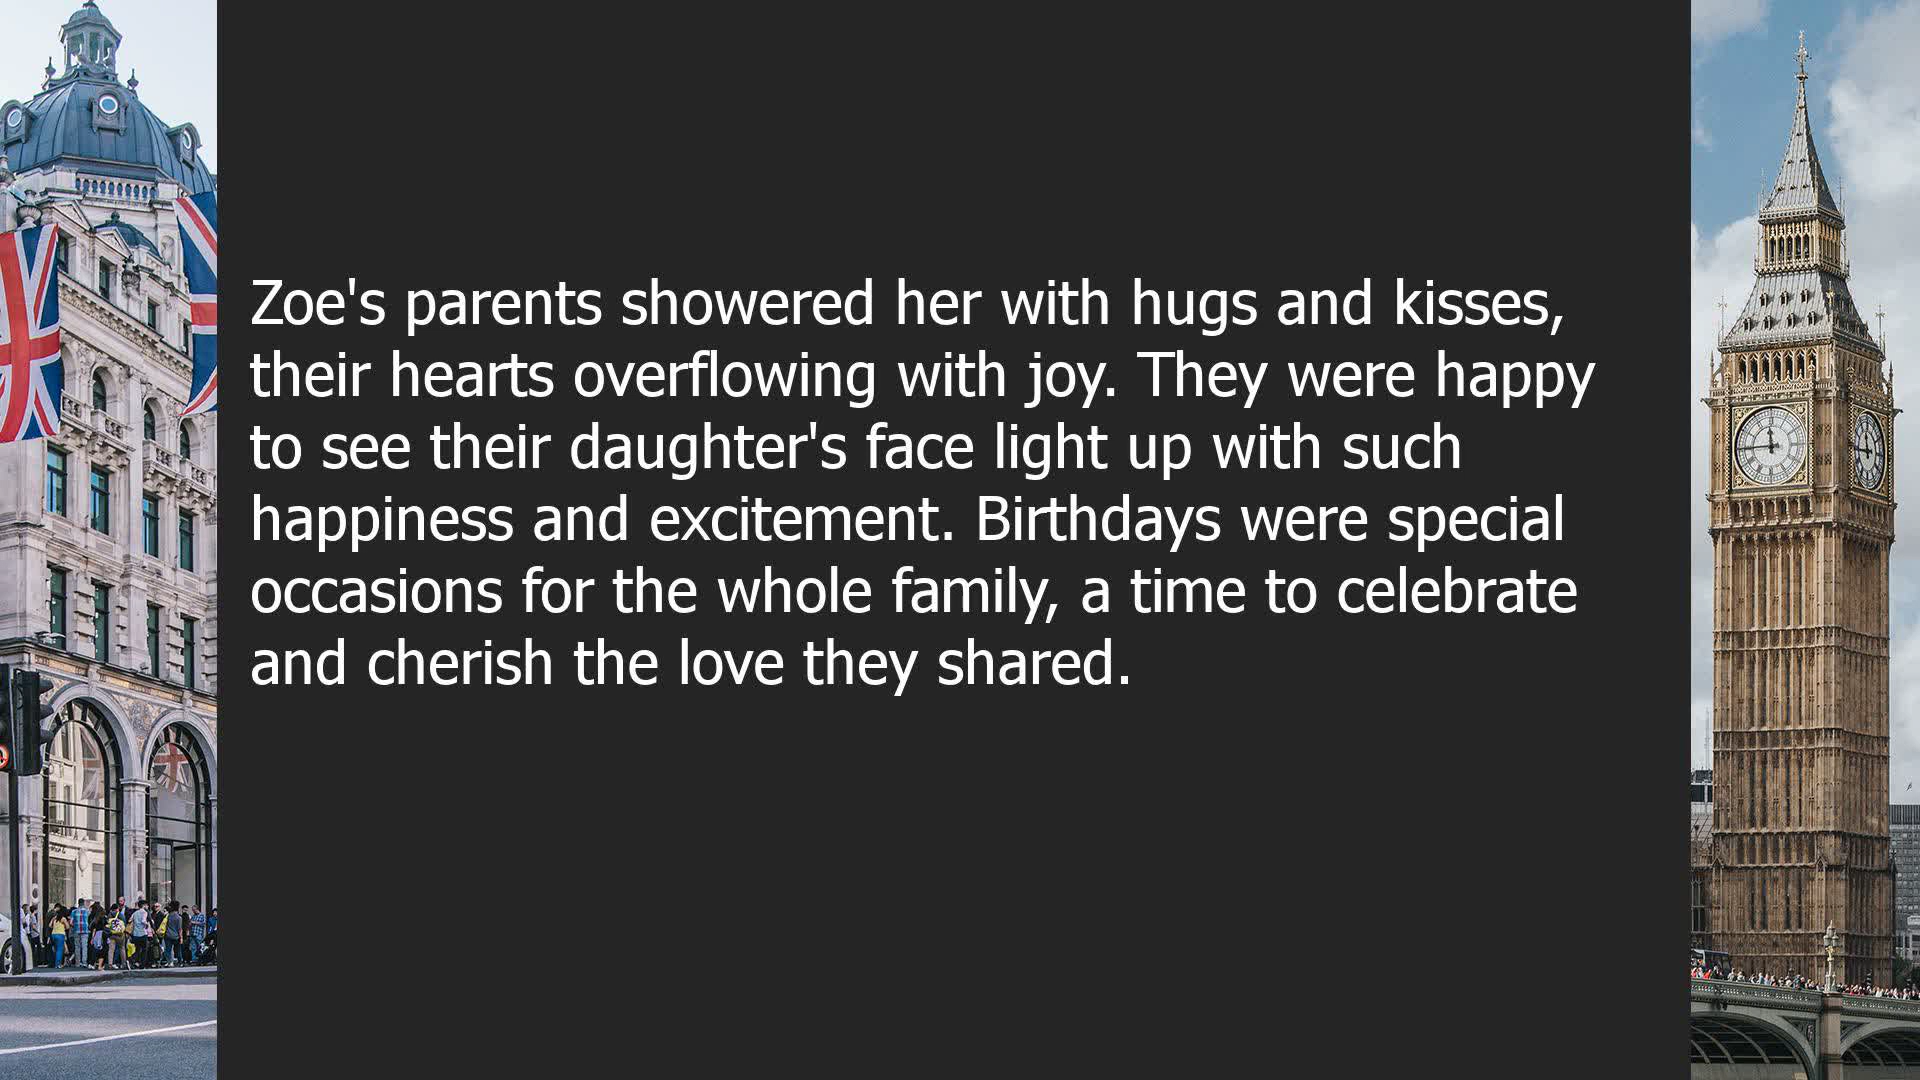 Zoe's parents showered her with hugs and kisses,
their hearts overflowing with joy. They were happy
to see their daughter's face light up with such
happiness and excitement. Birthdays were special
occasions for the whole family, a time to celebrate
and cherish the love they shared.